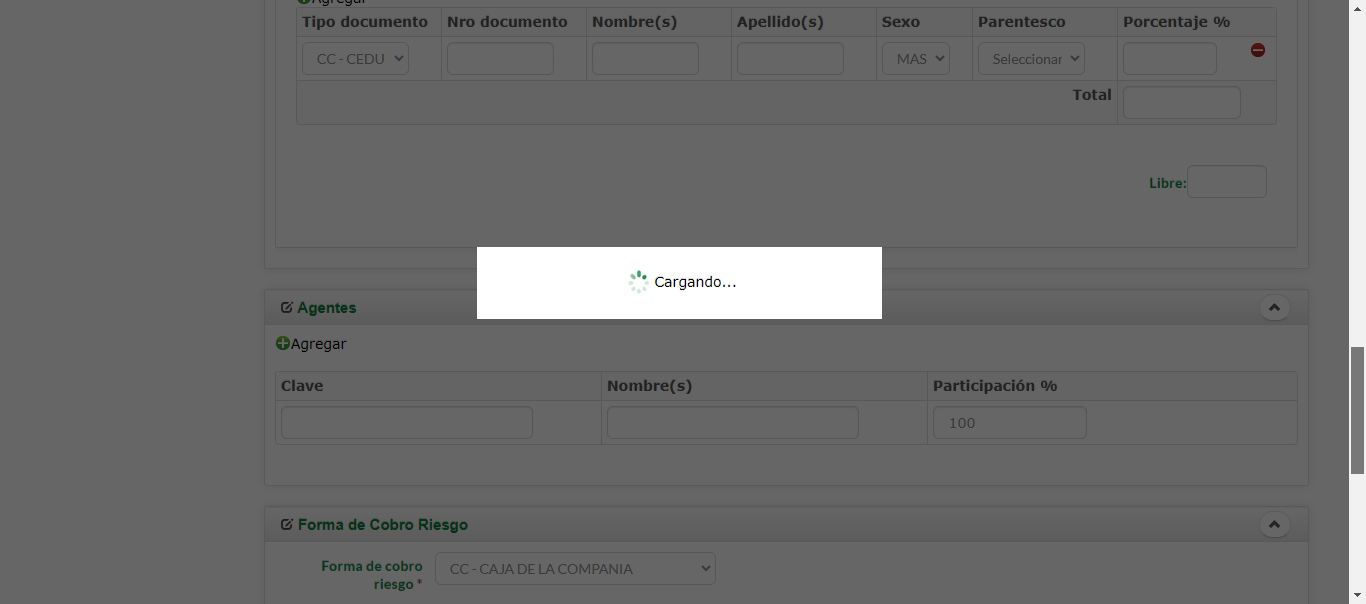 Agregar
Tipo documento Nro documento Nombre(s) Apellido(s) Sexo Parentesco Porcentaje %
CC - CEDU MAS Seleccionar
Total
Libre:
Cargando...
Agentes
Agregar
Clave Nombre(s) Participación %
100
Forma de Cobro Riesgo
Forma de cobro
riesgo * CC - CAJA DE LA COMPANIA